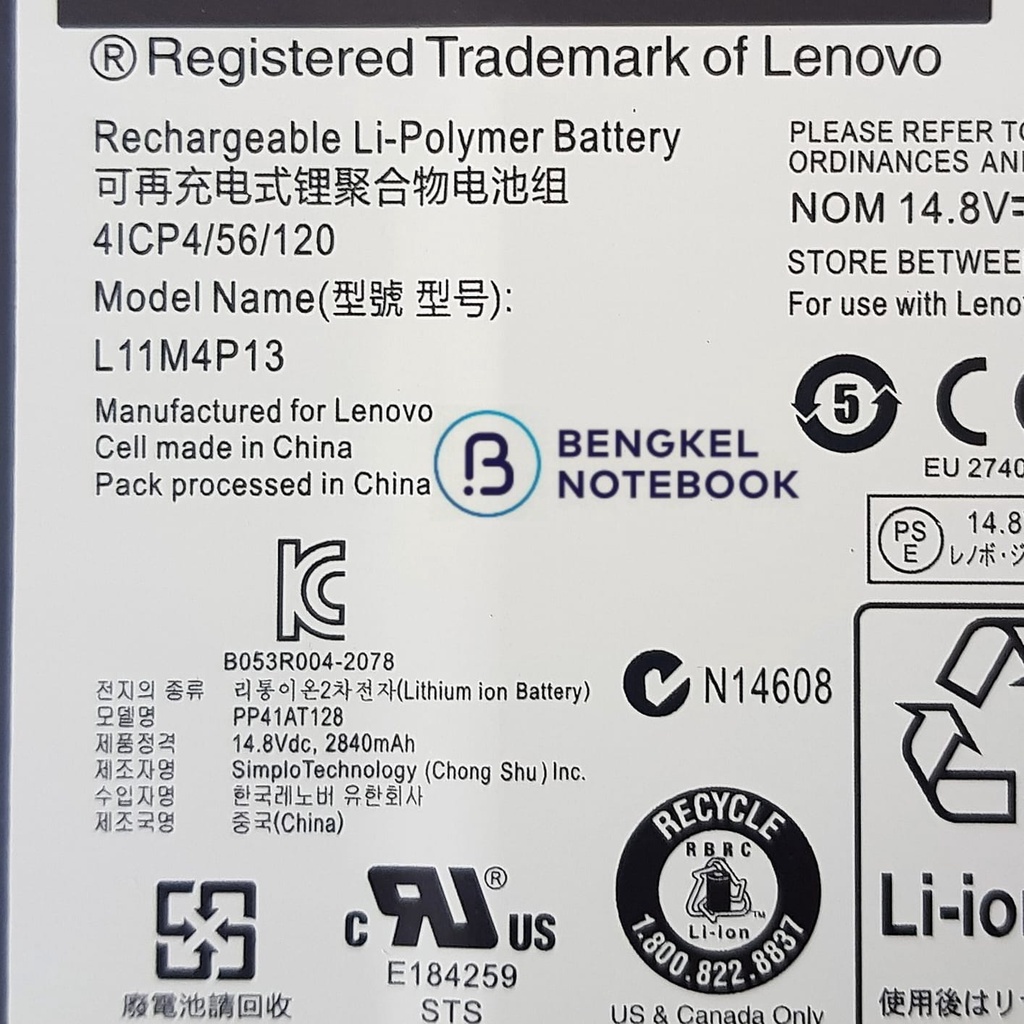 ® Registered Trademark of Lenovo
Rechargeable Li-Polymer Battery
可再充电式锂聚合物电池组
4ICP4/56/120
Model Name(型號 型号):
L11M4P13
Manufactured for Lenovo
Cell made in China
Pack processed in China
BENGKEL
NOTEBOOK
PLEASE REFER
ORDINANCES
NOM 14.8V
STORE
For use with
5
EU
PS
E
14.8
B053R004-2078
전지의 종류 리튬이온2차전자(Lithium ion Battery)
모델명 PP41AT128
제품정격 14.8Vdc, 2840mAh
제조자명 SimploTechnology (Chong Shu) Inc.
수입자명 한국레노버 유한회사
제조국명 중국(China)
N14608
RECYCLE
RBRC
TM
Li-Ion
1.800.822.8837
US & Canada Only
廢電池請回收
C UL ® US
E184259
STS
Li-io
使用後は